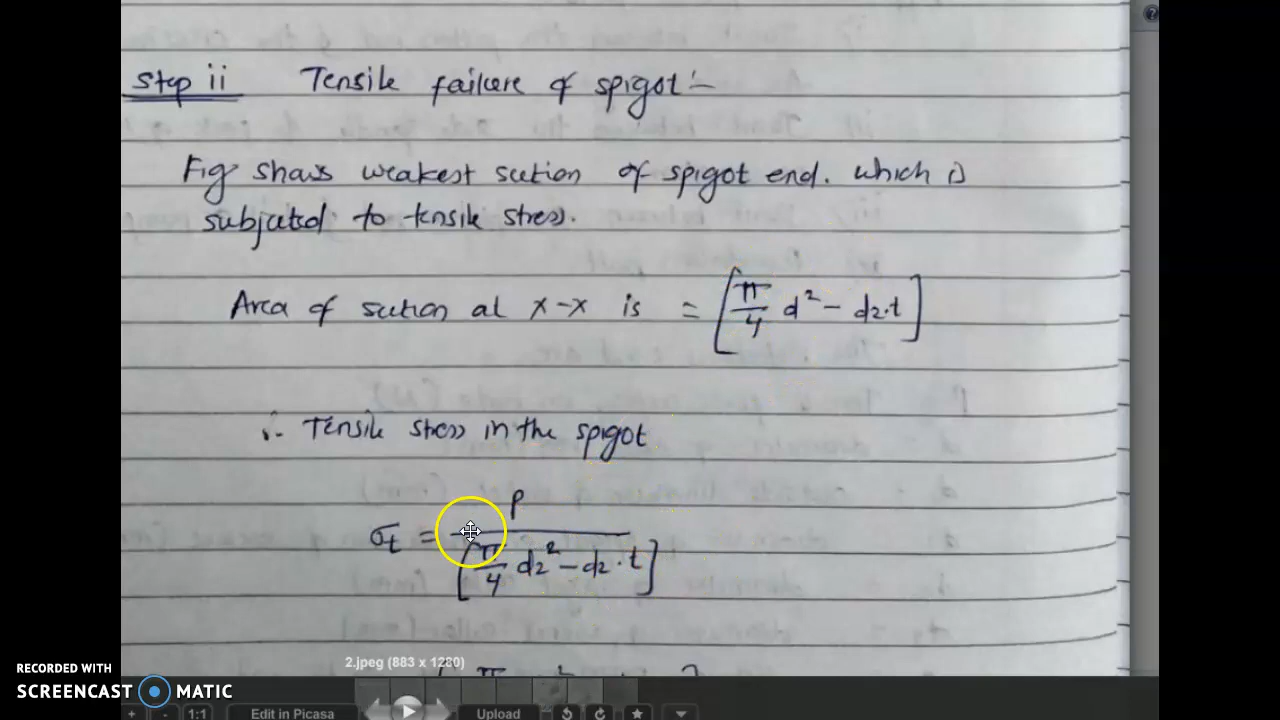 Step ii Tensile failure of spigot :-
Fig shows weakest section of spigot end. which is
subjected to tensile stress.
Area of section at x-x is = [π/4 d² - d2.t]
∴ Tensile stress in the spigot
σt = P / [π/4 d2² - d2.t]
2.jpeg (883 x 1280)
RECORDED WITH
SCREENCAST MATIC
1:1 Edit in Picasa Upload